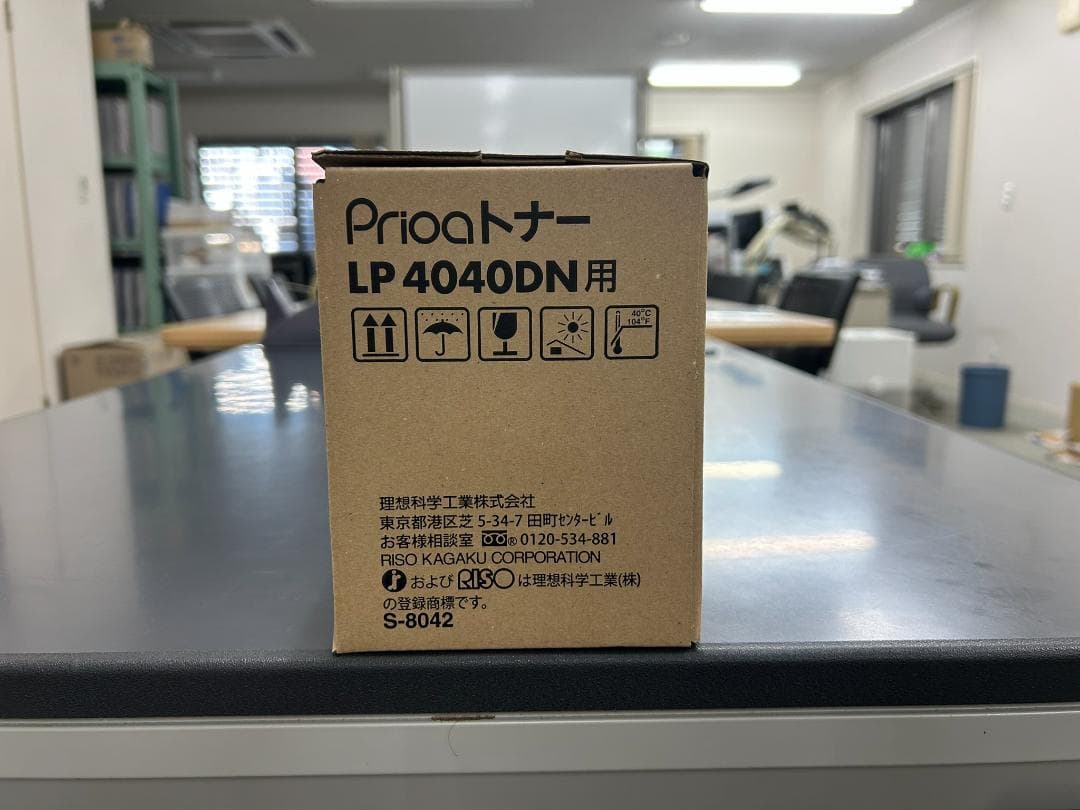 Prioaトナー
LP 4040DN用
40°C
104°F
理想科学工業株式会社
東京都港区芝 5-34-7 田町センタービル
お客様相談室 ® 0120-534-881
RISO KAGAKU CORPORATION
および RISO は理想科学工業(株)
の登録商標です。
S-8042